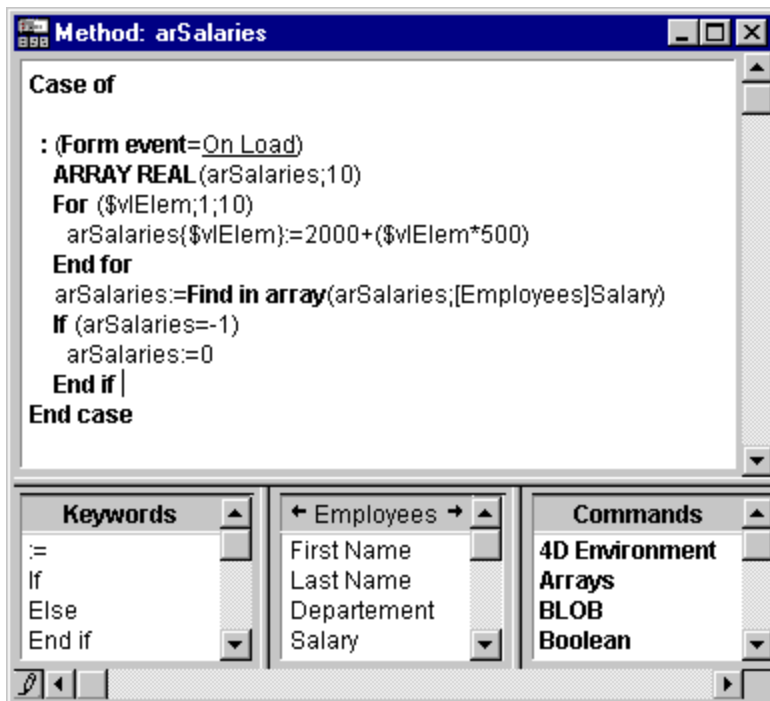 Method: arSalaries
Case of
: (Form event=On Load)
ARRAY REAL(arSalaries;10)
For ($vlElem;1;10)
arSalaries{$vlElem}:=2000+($vlElem*500)
End for
arSalaries:=Find in array(arSalaries;[Employees]Salary)
If (arSalaries=-1)
arSalaries:=0
End if
End case
Keywords
:=
If
Else
End if
Employees
First Name
Last Name
Departement
Salary
Commands
4D Environment
Arrays
BLOB
Boolean